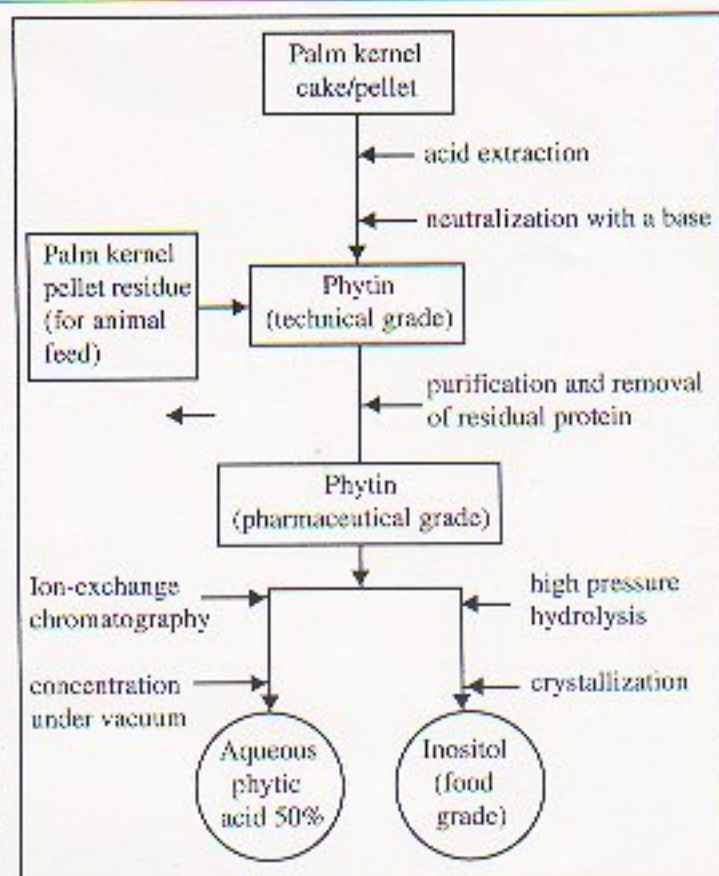 Palm kernel
cake/pellet
acid extraction
neutralization with a base
Palm kernel
pellet residue
(for animal
feed)
Phytin
(technical grade)
purification and removal
of residual protein
Phytin
(pharmaceutical grade)
Ion-exchange
chromatography
high pressure
hydrolysis
concentration
under vacuum
crystallization
Aqueous
phytic
acid 50%
Inositol
(food
grade)